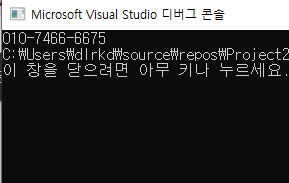 Microsoft Visual Studio 디버그 콘솔
010-7466-6675
C:₩Users₩dlrkd₩source₩repos₩Project2
이 창을 닫으려면 아무 키나 누르세요.